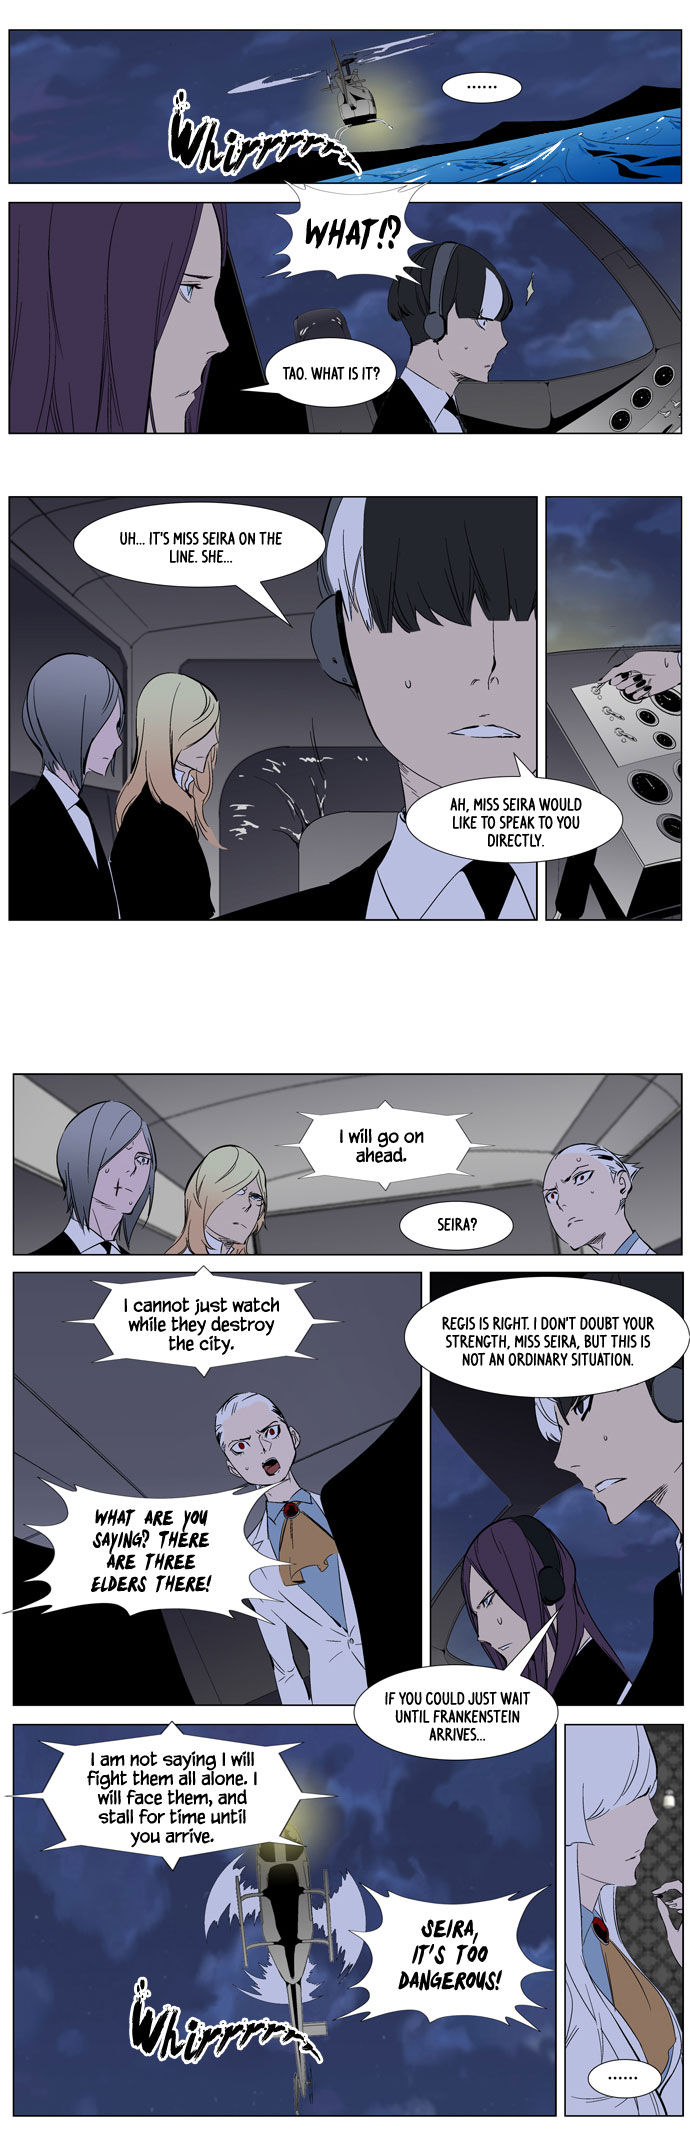 ......
Whirrrrr..
WHAT!?
TAO. WHAT IS IT?
UH... IT'S MISS SEIRA ON THE
LINE. SHE...
AH, MISS SEIRA WOULD
LIKE TO SPEAK TO YOU
DIRECTLY.
I will go on
ahead.
SEIRA?
I cannot just watch
while they destroy
the city.
REGIS IS RIGHT. I DON'T DOUBT YOUR
STRENGTH, MISS SEIRA, BUT THIS IS
NOT AN ORDINARY SITUATION.
WHAT ARE YOU
SAYING? THERE
ARE THREE
ELDERS THERE!
IF YOU COULD JUST WAIT
UNTIL FRANKENSTEIN
ARRIVES...
I am not saying I will
fight them all alone. I
will face them, and
stall for time until
you arrive.
SEIRA,
IT'S TOO
DANGEROUS!
Whirrrrr..
......